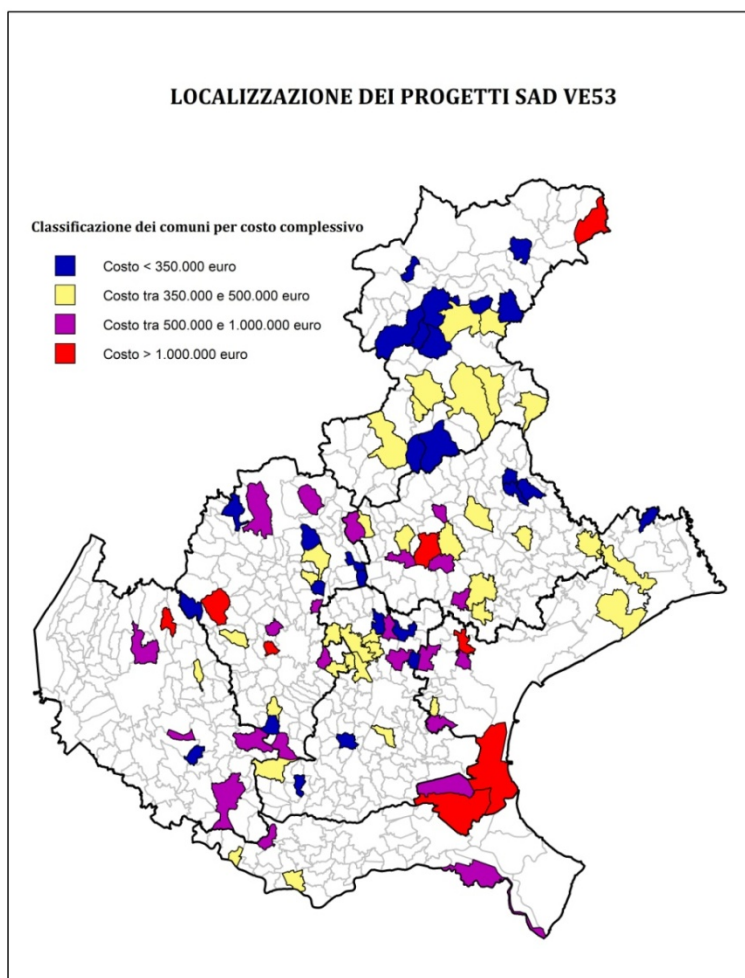 LOCALIZZAZIONE DEI PROGETTI SAD VE53
Classificazione dei comuni per costo complessivo
Costo < 350.000 euro
Costo tra 350.000 e 500.000 euro
Costo tra 500.000 e 1.000.000 euro
Costo > 1.000.000 euro